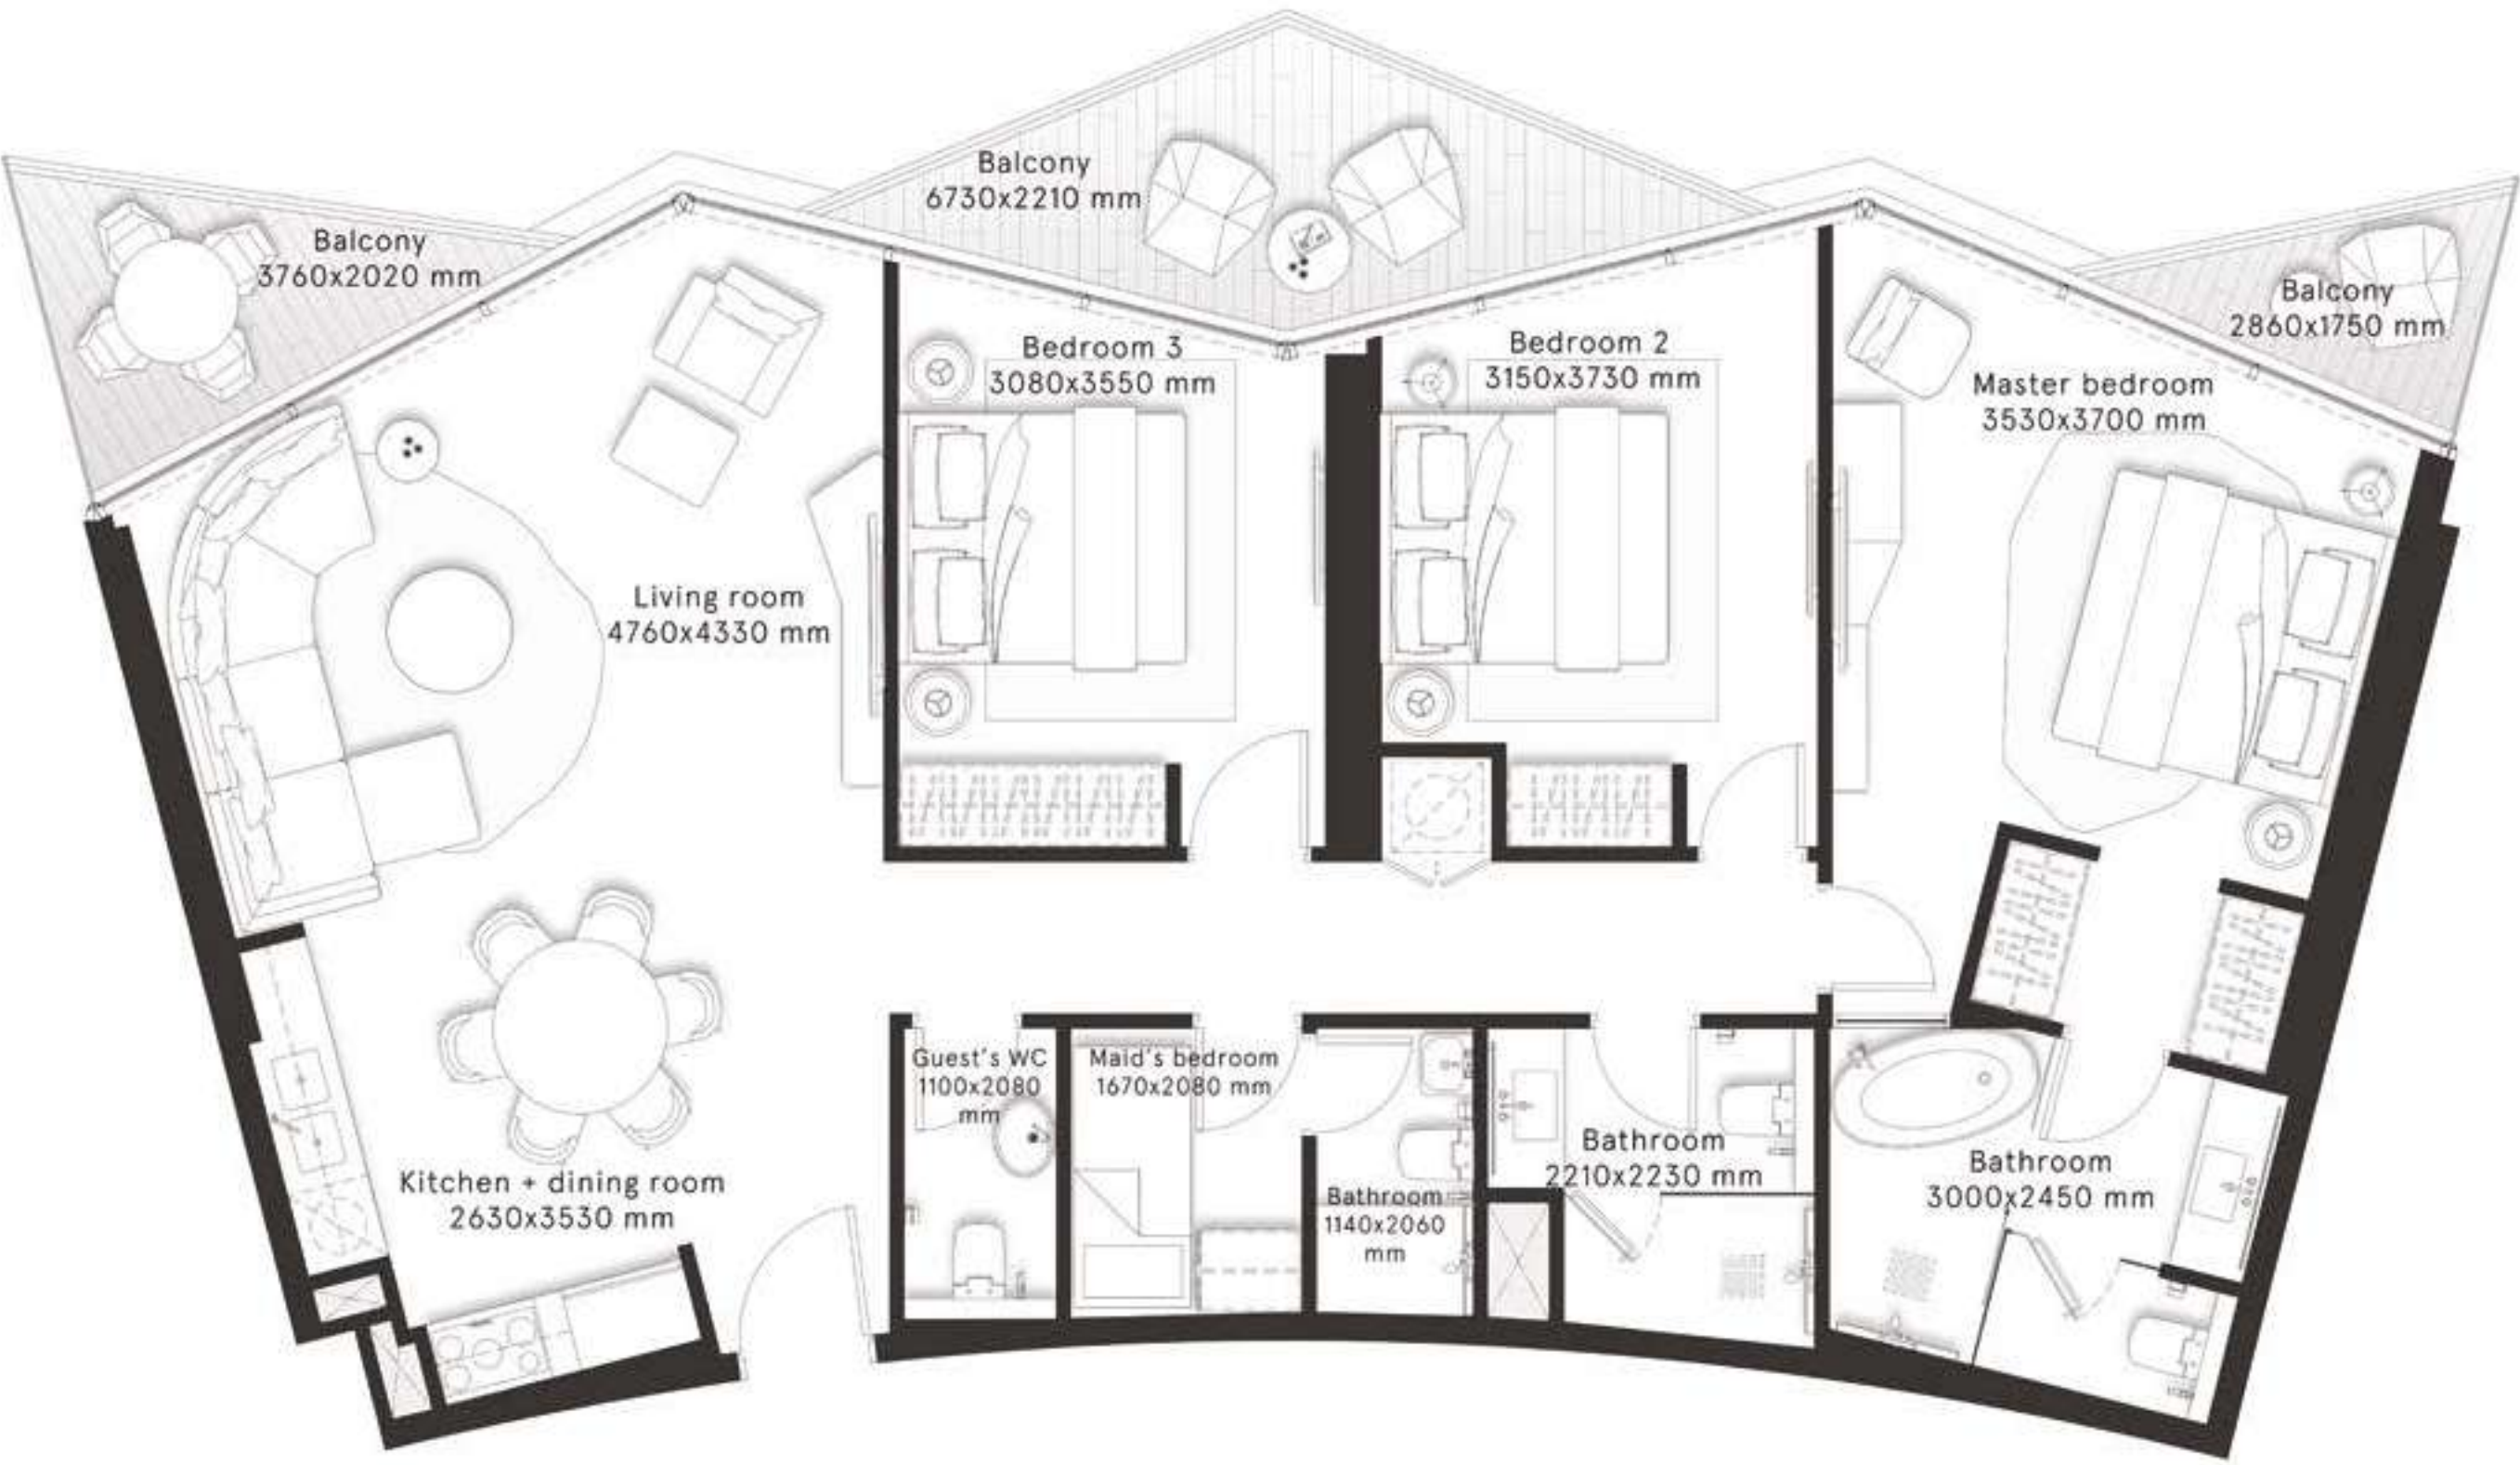 Balcony
6730x2210 mm
Balcony
3760x2020 mm
Balcony
2860x1750 mm
Bedroom 3
3080x3550 mm
Bedroom 2
3150x3730 mm
Master bedroom
3530x3700 mm
Living room
4760x4330 mm
Guest's WC
1100x2080
mm
Maid's bedroom
1670x2080 mm
Bathroom
2210x2230 mm
Bathroom
3000x2450 mm
Kitchen + dining room
2630x3530 mm
Bathroom
1140x2060
mm